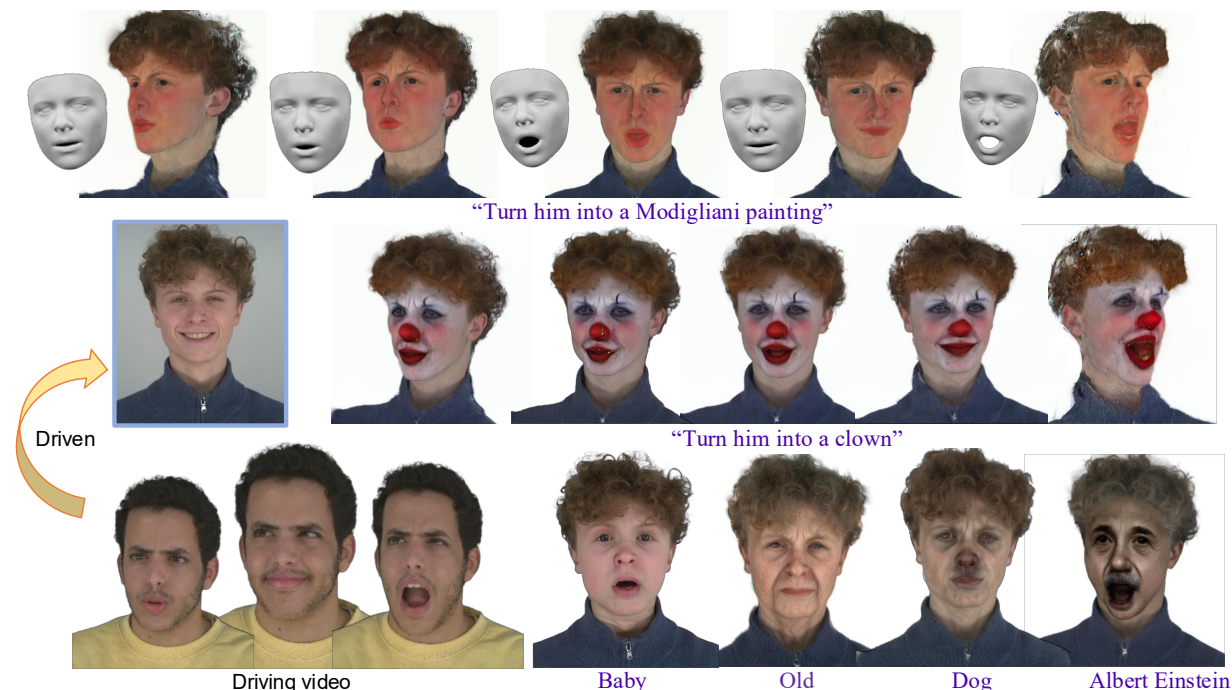 “Turn him into a Modigliani painting”
Driven
“Turn him into a clown”
Driving video
Baby
Old
Dog
Albert Einstein